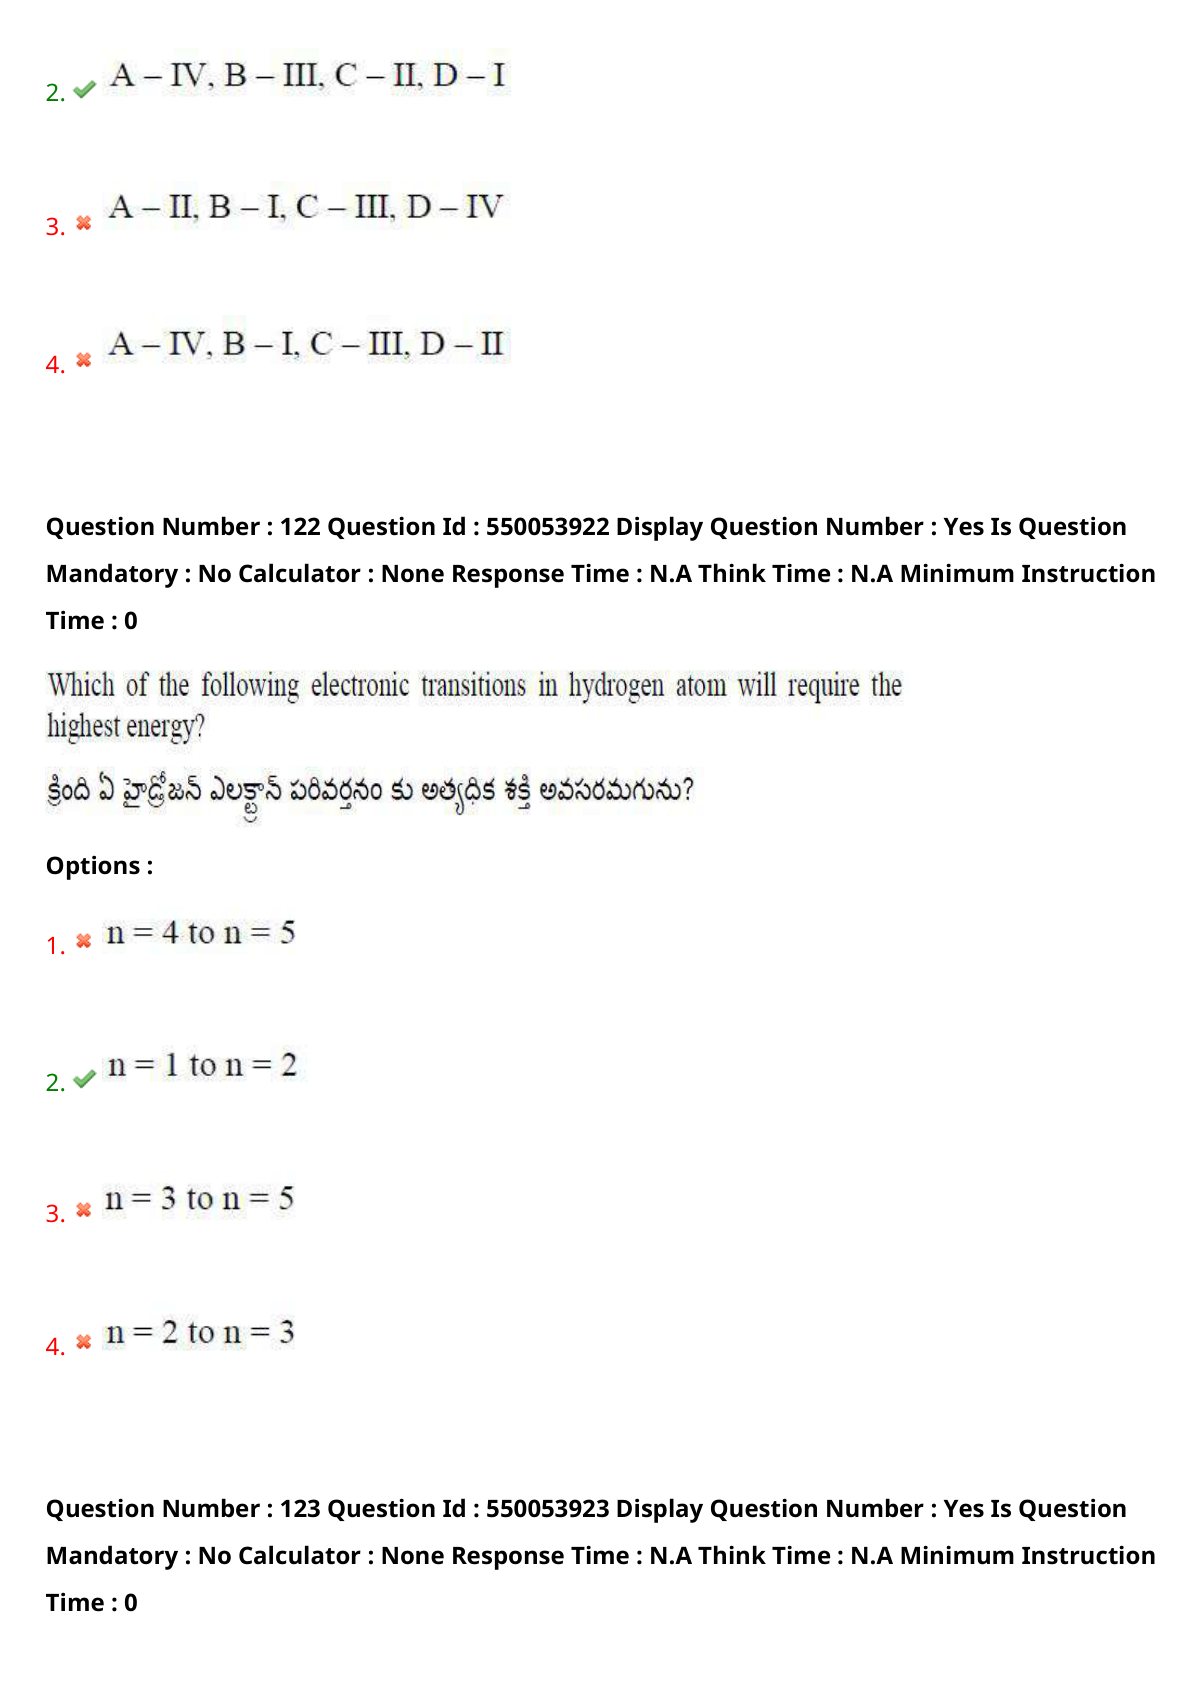 2. A – IV, B – III, C – II, D – I
3. A – II, B – I, C – III, D – IV
4. A – IV, B – I, C – III, D – II
Question Number : 122 Question Id : 550053922 Display Question Number : Yes Is Question
Mandatory : No Calculator : None Response Time : N.A Think Time : N.A Minimum Instruction
Time : 0
Which of the following electronic transitions in hydrogen atom will require the
highest energy?
క్రింది ఏ హైడ్రోజన్ ఎలక్ట్రాన్ పరివర్తనం కు అత్యధిక శక్తి అవసరమగును?
Options :
1. n = 4 to n = 5
2. n = 1 to n = 2
3. n = 3 to n = 5
4. n = 2 to n = 3
Question Number : 123 Question Id : 550053923 Display Question Number : Yes Is Question
Mandatory : No Calculator : None Response Time : N.A Think Time : N.A Minimum Instruction
Time : 0